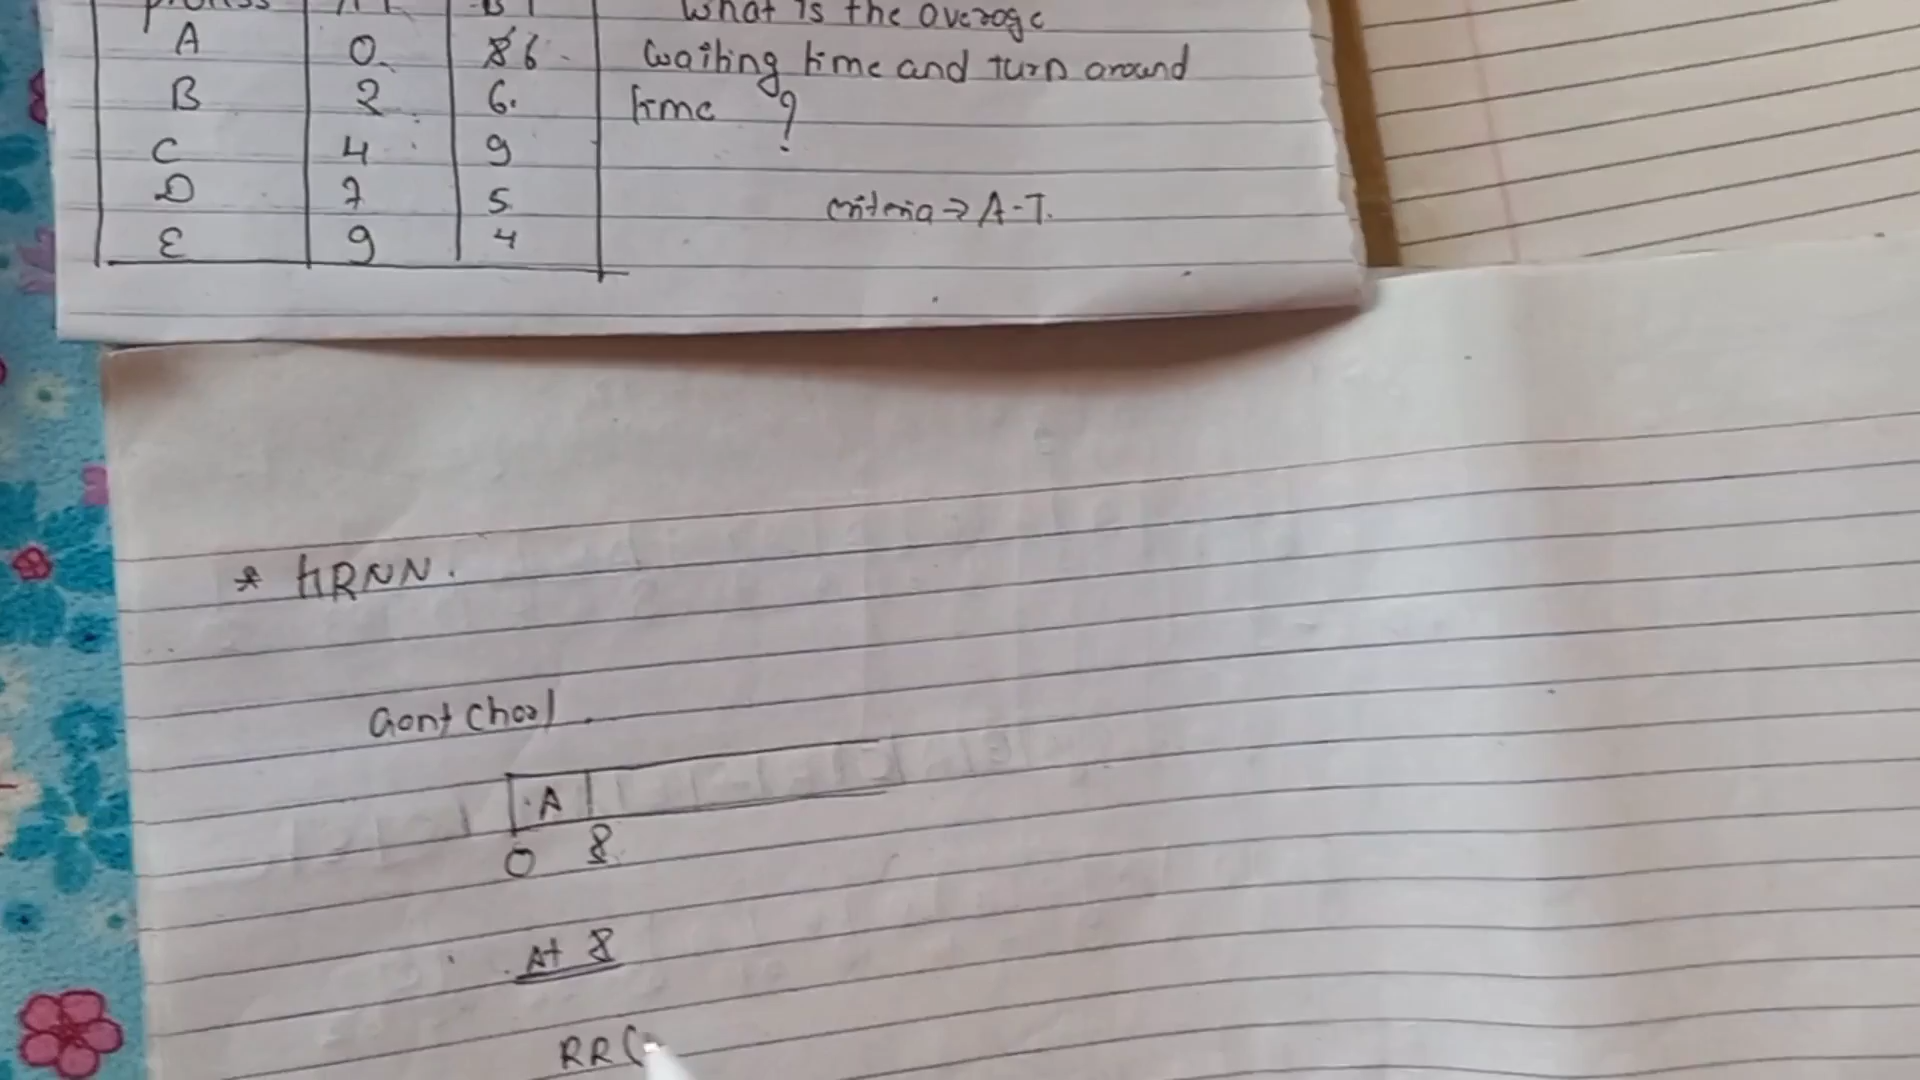 What is the average
A 0 8 6
waiting time and turn around
B 2 6
time ?
C 4 9
D 7 5
criteria → A-T.
E 9 4
* HRNN.
Gant Chart.
A
0 8
At 8
RR (